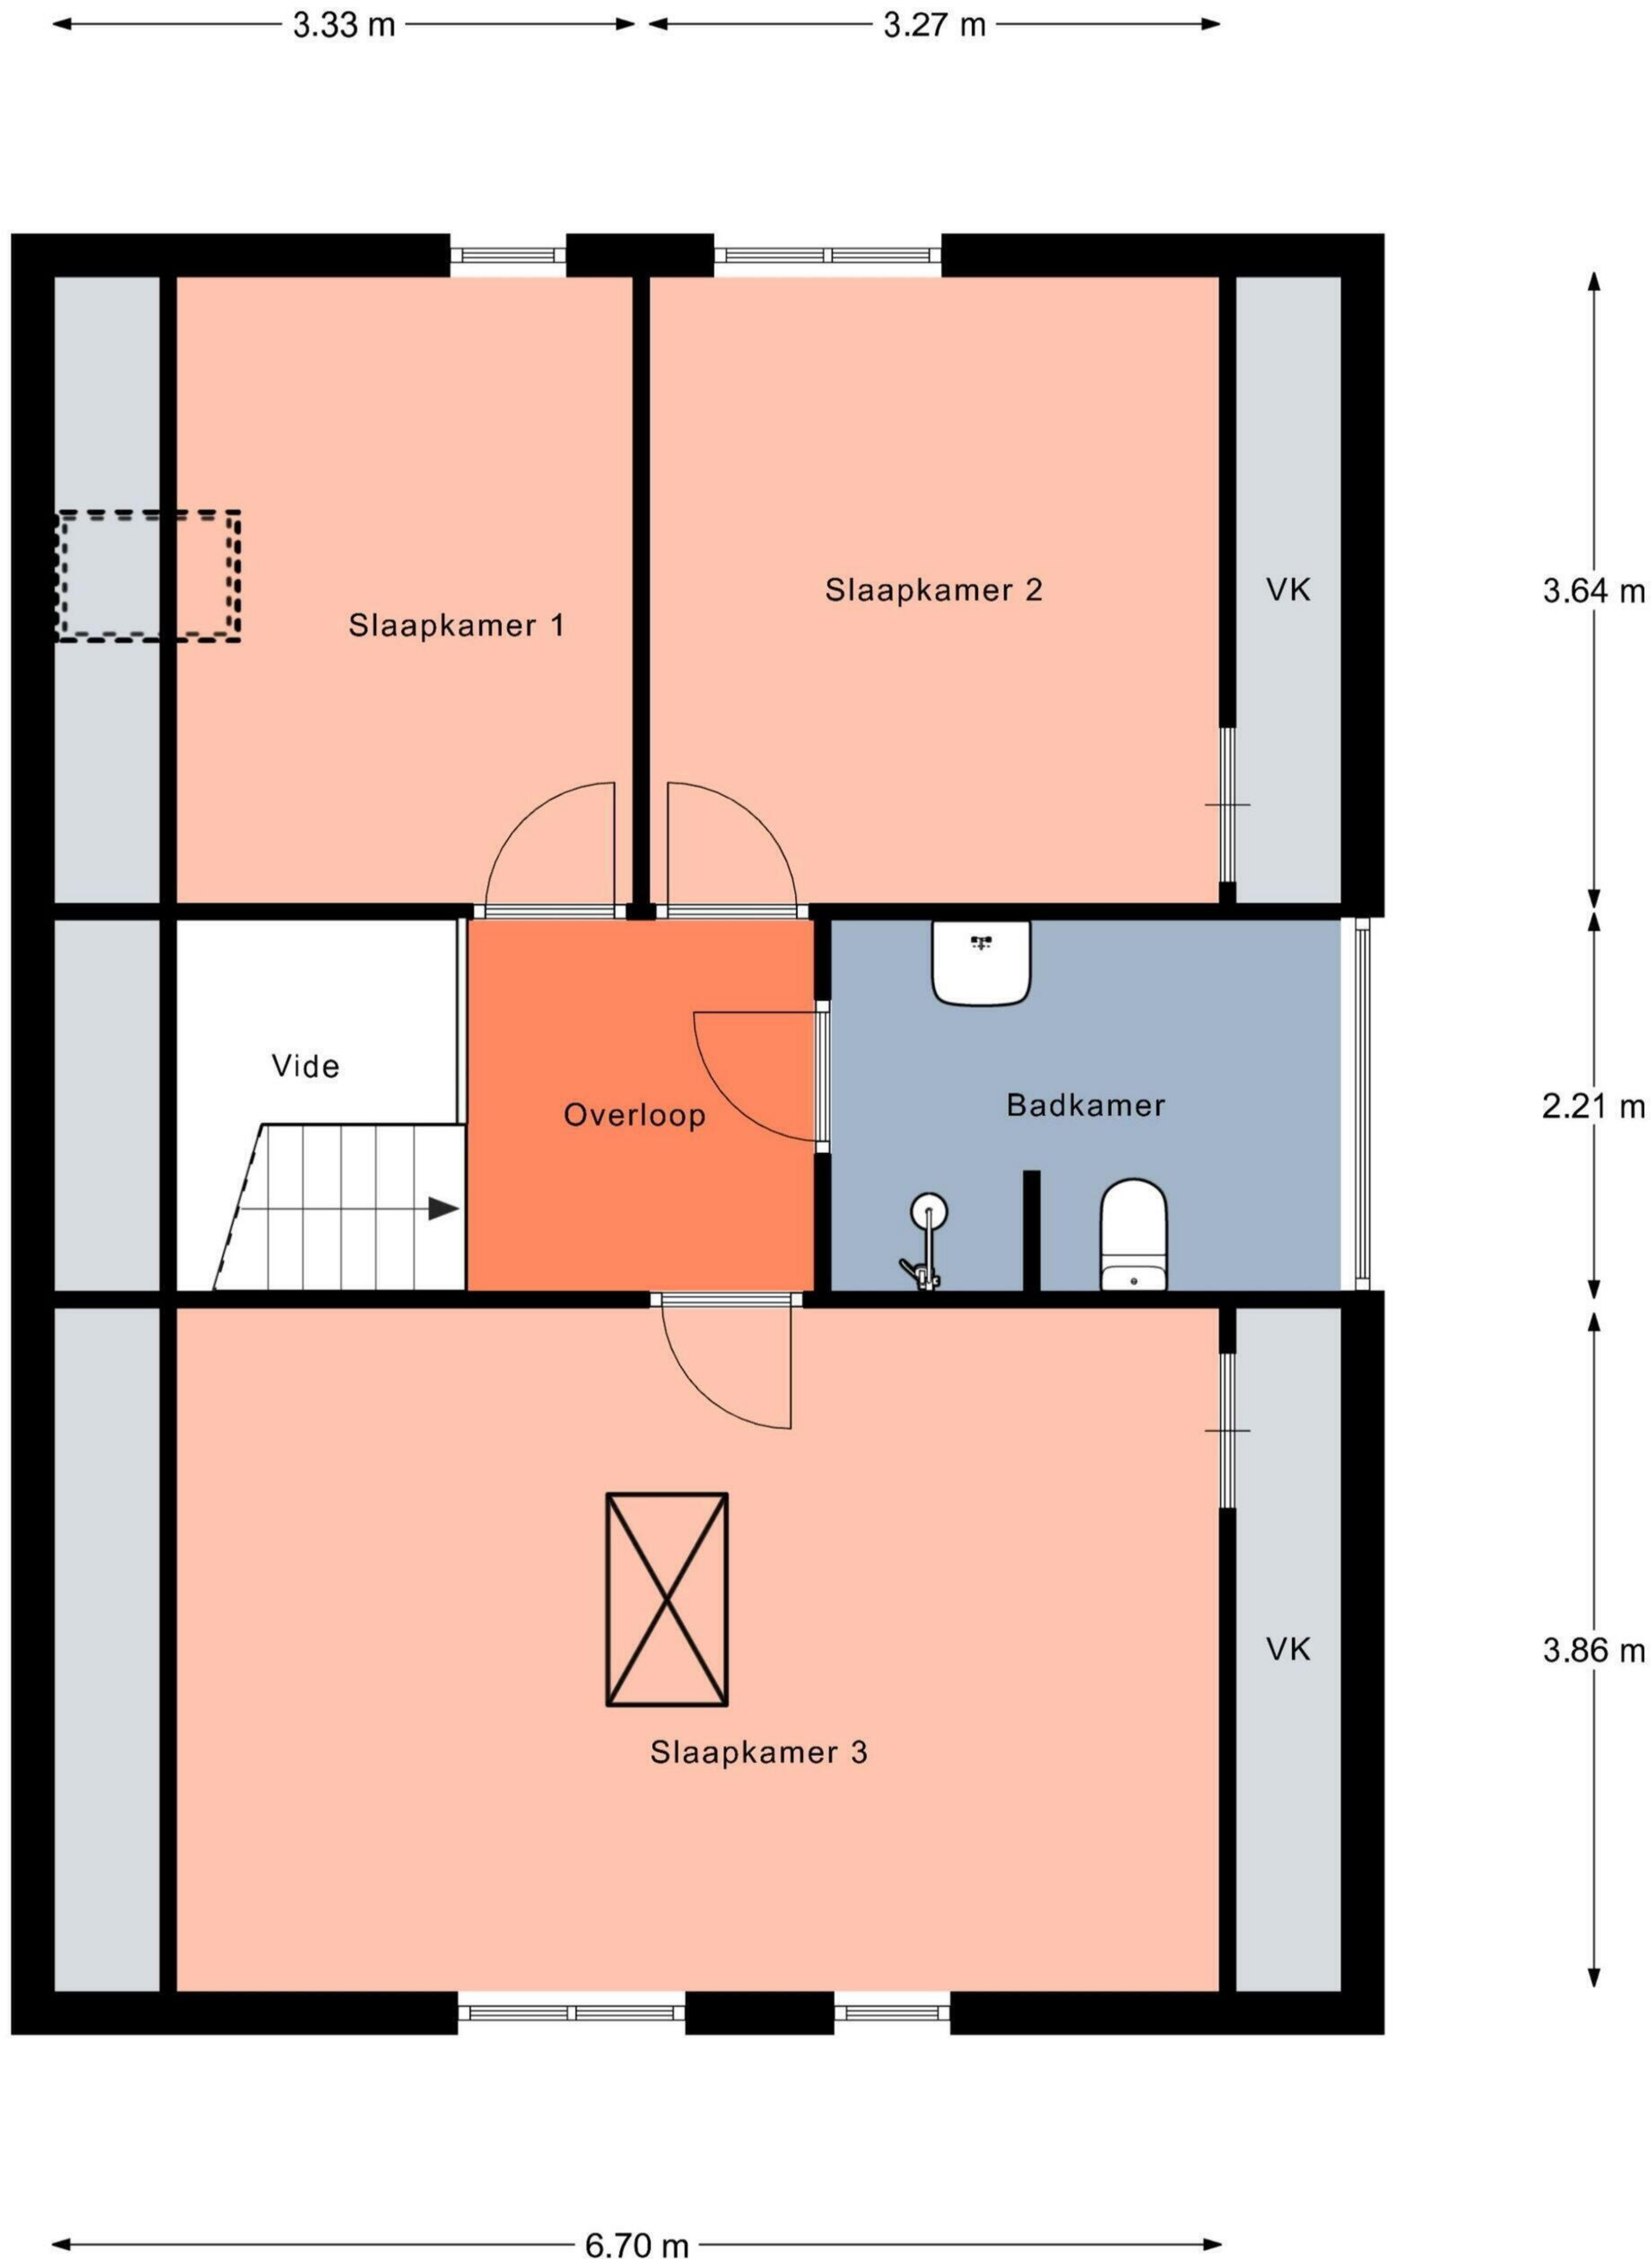 3.33 m
3.27 m
Slaapkamer 2
VK
3.64 m
Slaapkamer 1
Vide
Overloop
Badkamer
2.21 m
VK
3.86 m
Slaapkamer 3
6.70 m